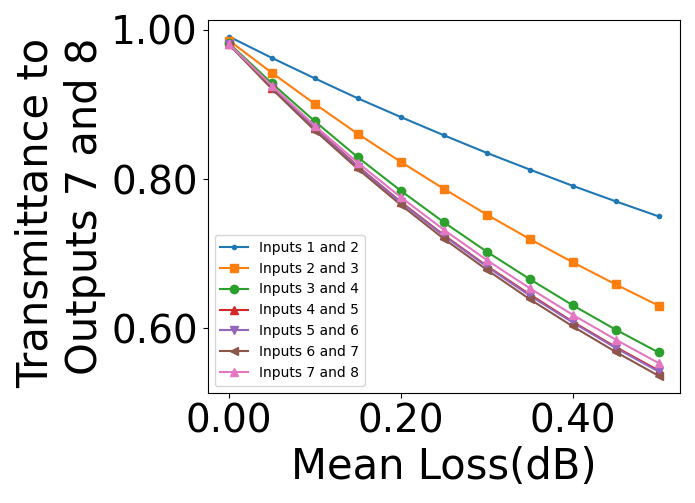 Transmittance to
Outputs 7 and 8
1.00
0.80
0.60
Inputs 1 and 2
Inputs 2 and 3
Inputs 3 and 4
Inputs 4 and 5
Inputs 5 and 6
Inputs 6 and 7
Inputs 7 and 8
0.00 0.20 0.40
Mean Loss(dB)